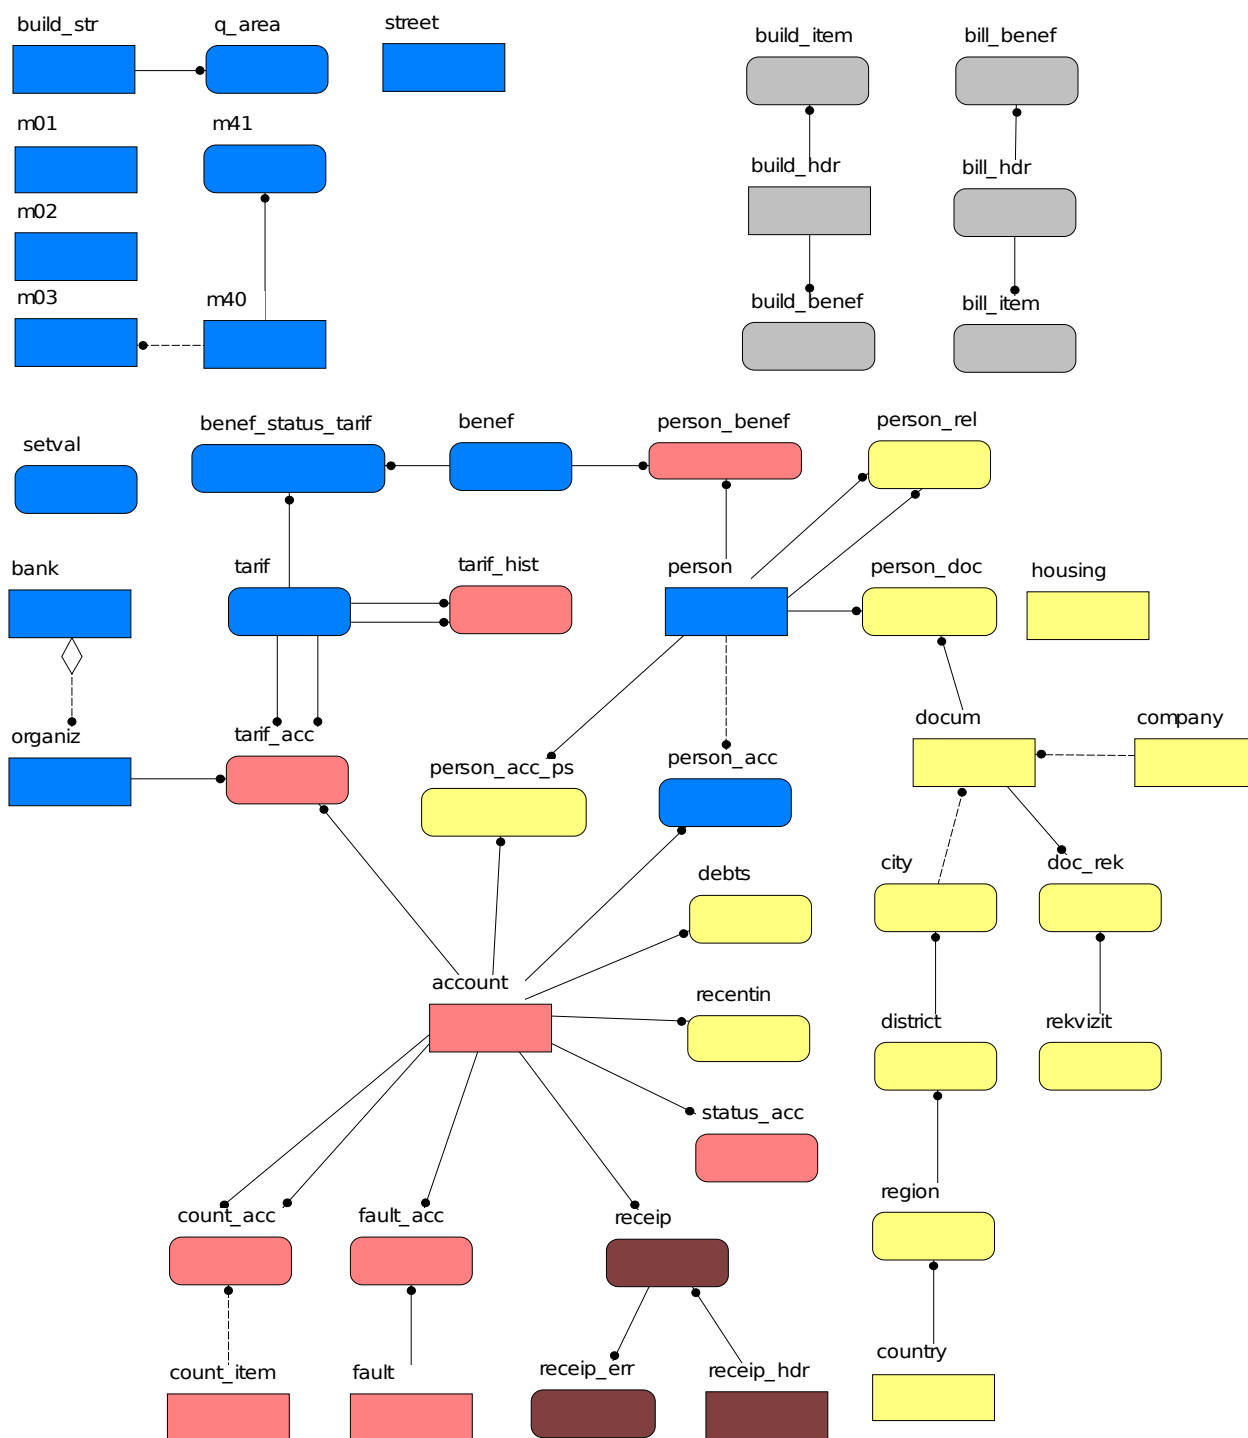 build_str
q_area
street
build_item
bill_benef
m01
m41
build_hdr
bill_hdr
m02
m03
m40
build_benef
bill_item
setval
benef_status_tarif
benef
person_benef
person_rel
bank
tarif
tarif_hist
person
person_doc
housing
organiz
tarif_acc
person_acc_ps
person_acc
docum
company
debts
city
doc_rek
account
recentin
district
rekvizit
status_acc
count_acc
fault_acc
receip
region
count_item
fault
receip_err
receip_hdr
country